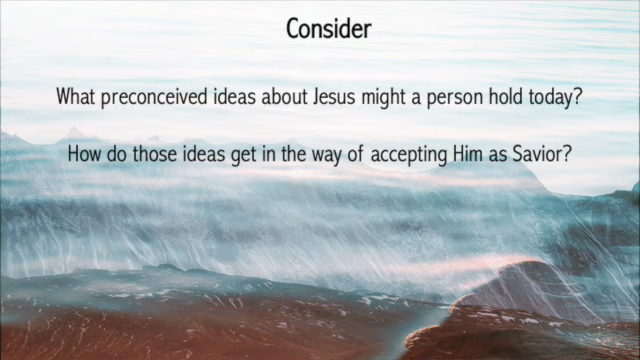 Consider
What preconceived ideas about Jesus might a person hold today?
How do those ideas get in the way of accepting Him as Savior?